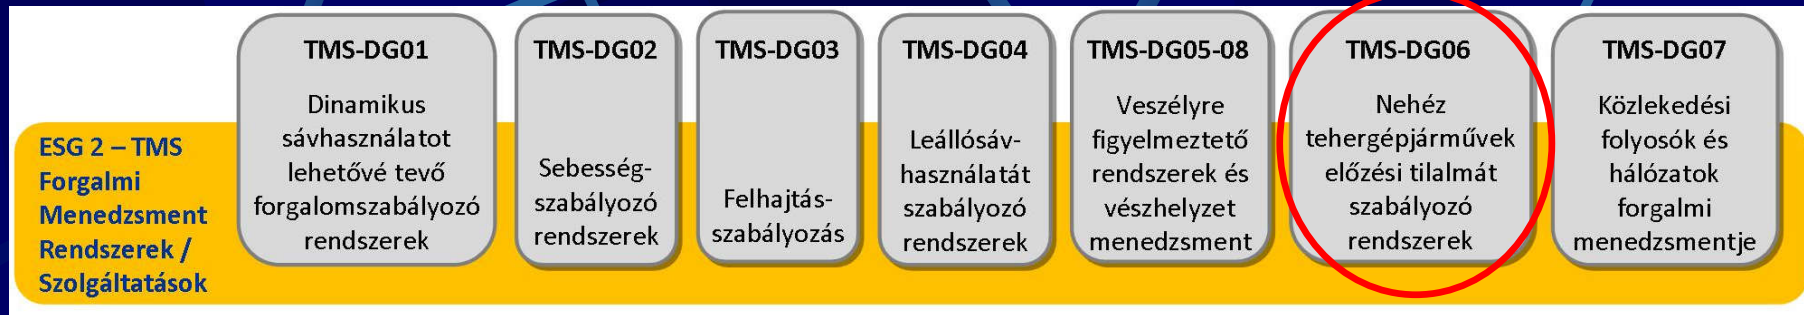 ESG 2 – TMS
Forgalmi
Menedzsment
Rendszerek /
Szolgáltatások
TMS-DG01
Dinamikus
sávhasználatot
lehetővé tevő
forgalomszabályozó
rendszerek
TMS-DG02
Sebesség-
szabályozó
rendszerek
TMS-DG03
Felhajtás-
szabályozás
TMS-DG04
Leállósáv-
használatát
szabályozó
rendszerek
TMS-DG05-08
Veszélyre
figyelmeztető
rendszerek és
vészhelyzet
menedzsment
TMS-DG06
Nehéz
tehergépjárművek
előzési tilalmát
szabályozó
rendszerek
TMS-DG07
Közlekedési
folyosók és
hálózatok
forgalmi
menedzsmentje